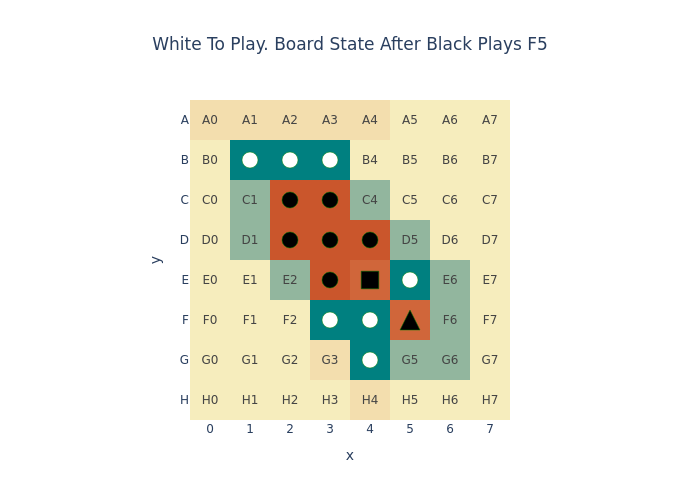 White To Play. Board State After Black Plays F5
A A0 A1 A2 A3 A4 A5 A6 A7
B B0 B4 B5 B6 B7
C C0 C1 C4 C5 C6 C7
D D0 D1 D5 D6 D7
y
E E0 E1 E2 E6 E7
F F0 F1 F2 F6 F7
G G0 G1 G2 G3 G5 G6 G7
H H0 H1 H2 H3 H4 H5 H6 H7
0 1 2 3 4 5 6 7
x